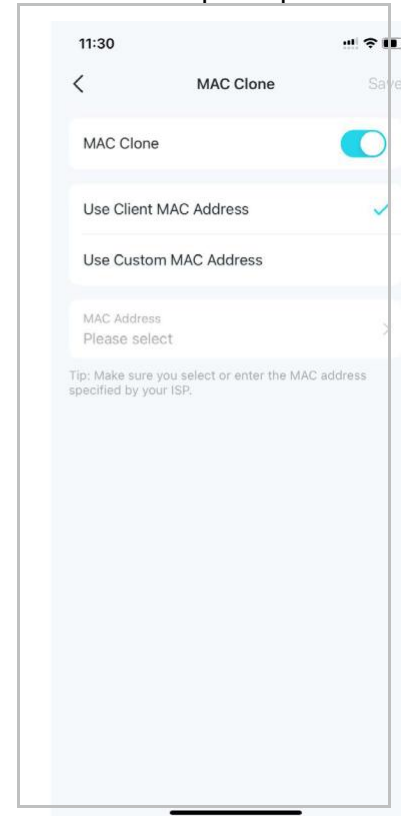 11:30
MAC Clone
Save
MAC Clone
Use Client MAC Address
Use Custom MAC Address
MAC Address
Please select
Tip: Make sure you select or enter the MAC address
specified by your ISP.